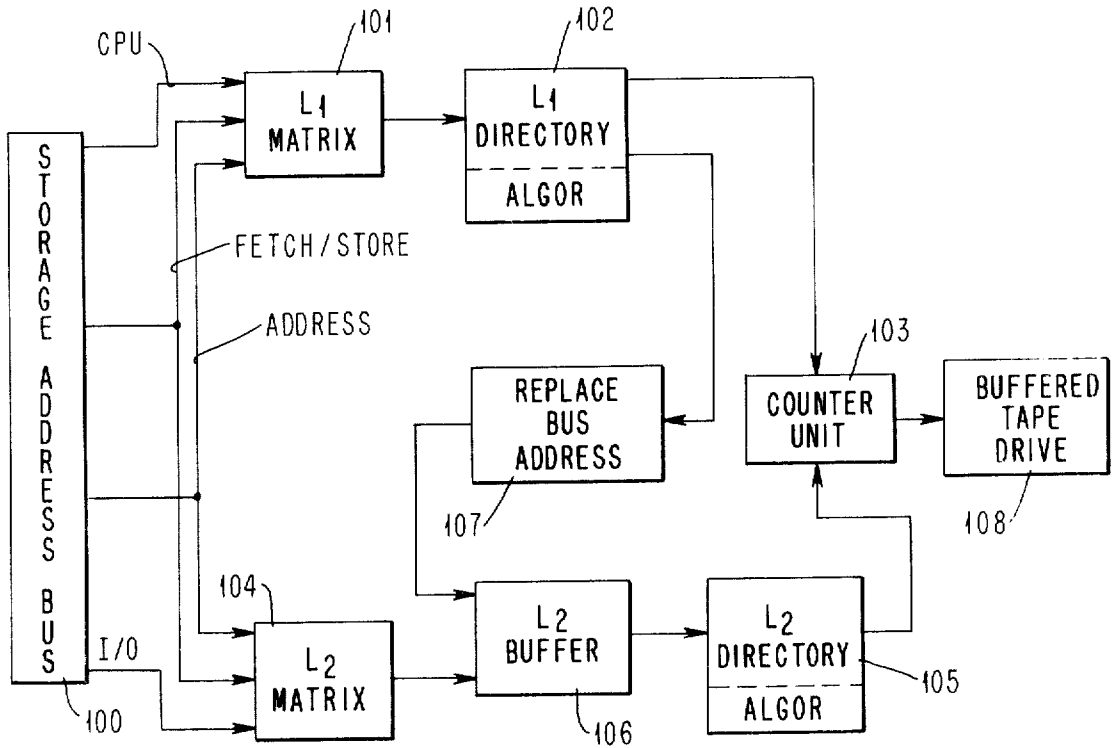 101
102
CPU
L1
MATRIX
L1
DIRECTORY
ALGOR
STORAGE ADDRESS BUS
FETCH/STORE
ADDRESS
103
REPLACE
BUS
ADDRESS
COUNTER
UNIT
BUFFERED
TAPE
DRIVE
107
108
104
I/O
L2
MATRIX
L2
BUFFER
L2
DIRECTORY
ALGOR
105
100
106